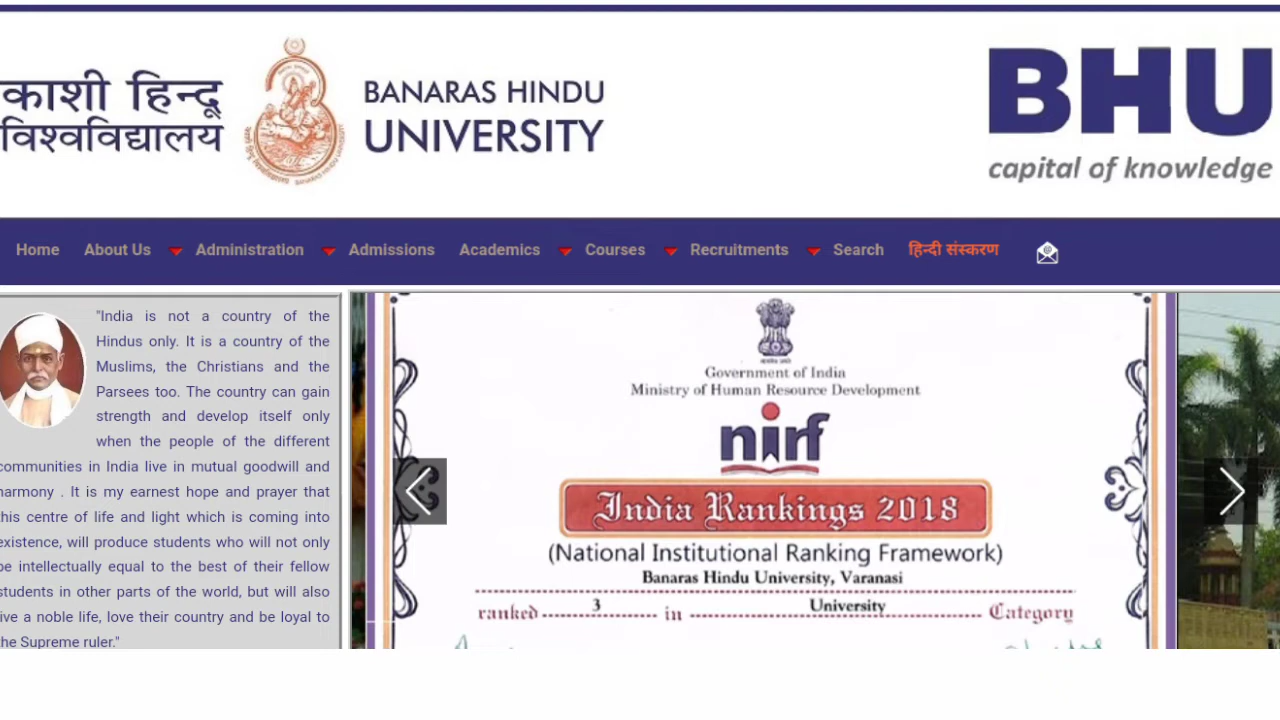 काशी हिन्दू
विश्वविद्यालय
BANARAS HINDU
UNIVERSITY
BHU
capital of knowledge
Home About Us Administration Admissions Academics Courses Recruitments Search हिन्दी संस्करण
"India is not a country of the
Hindus only. It is a country of the
Muslims, the Christians and the
Parsees too. The country can gain
strength and develop itself only
when the people of the different
communities in India live in mutual goodwill and
harmony . It is my earnest hope and prayer that
this centre of life and light which is coming into
existence, will produce students who will not only
be intellectually equal to the best of their fellow
students in other parts of the world, but will also
live a noble life, love their country and be loyal to
the Supreme ruler."
Government of India
Ministry of Human Resource Development
nirf
India Rankings 2018
(National Institutional Ranking Framework)
Banaras Hindu University, Varanasi
ranked 3 in University Category